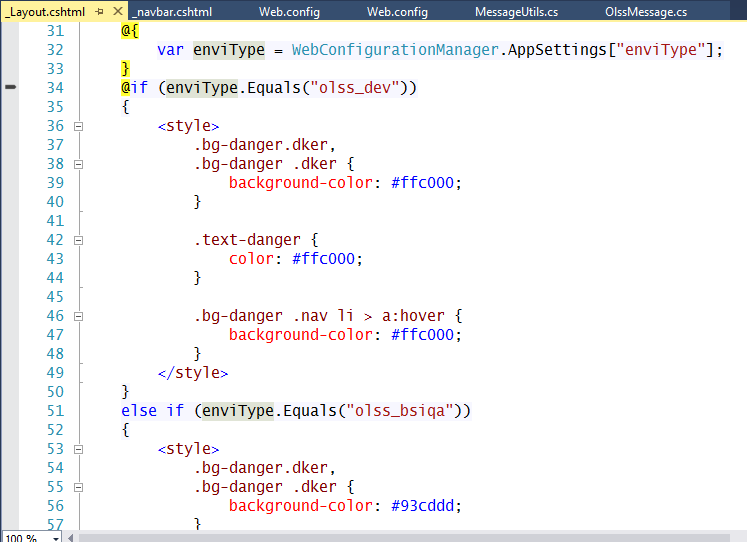 _Layout.cshtml _navbar.cshtml Web.config Web.config MessageUtils.cs OlssMessage.cs
31 @{
32 var enviType = WebConfigurationManager.AppSettings["enviType"];
33 }
34 @if (enviType.Equals("olss_dev"))
35 {
36 <style>
37 .bg-danger.dker,
38 .bg-danger .dker {
39 background-color: #ffc000;
40 }
41
42 .text-danger {
43 color: #ffc000;
44 }
45
46 .bg-danger .nav li > a:hover {
47 background-color: #ffc000;
48 }
49 </style>
50 }
51 else if (enviType.Equals("olss_bsiqa"))
52 {
53 <style>
54 .bg-danger.dker,
55 .bg-danger .dker {
56 background-color: #93cddd;
57 }
100 %